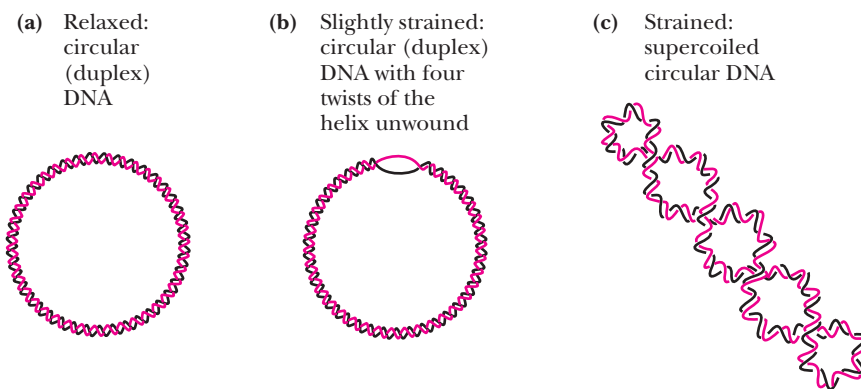 (a) Relaxed:
circular
(duplex)
DNA
(b) Slightly strained:
circular (duplex)
DNA with four
twists of the
helix unwound
(c) Strained:
supercoiled
circular DNA